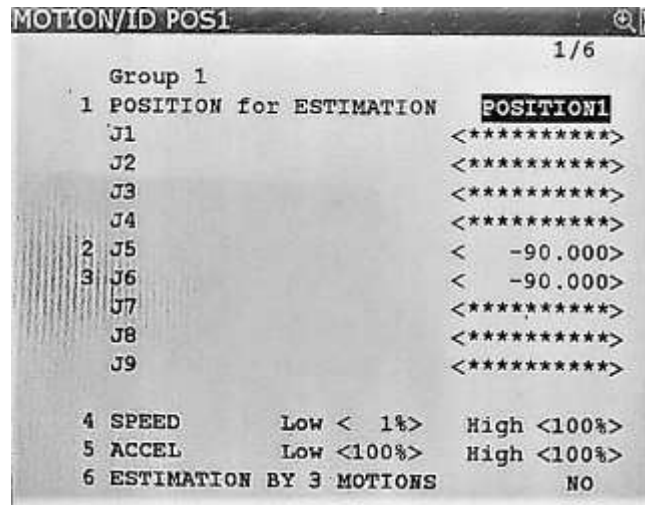 MOTION/ID POS1
1/6
Group 1
1 POSITION for ESTIMATION POSITION1
J1 <**********>
J2 <**********>
J3 <**********>
J4 <**********>
2 J5 < -90.000>
3 J6 < -90.000>
J7 <**********>
J8 <**********>
J9 <**********>
4 SPEED Low < 1%> High <100%>
5 ACCEL Low <100%> High <100%>
6 ESTIMATION BY 3 MOTIONS NO